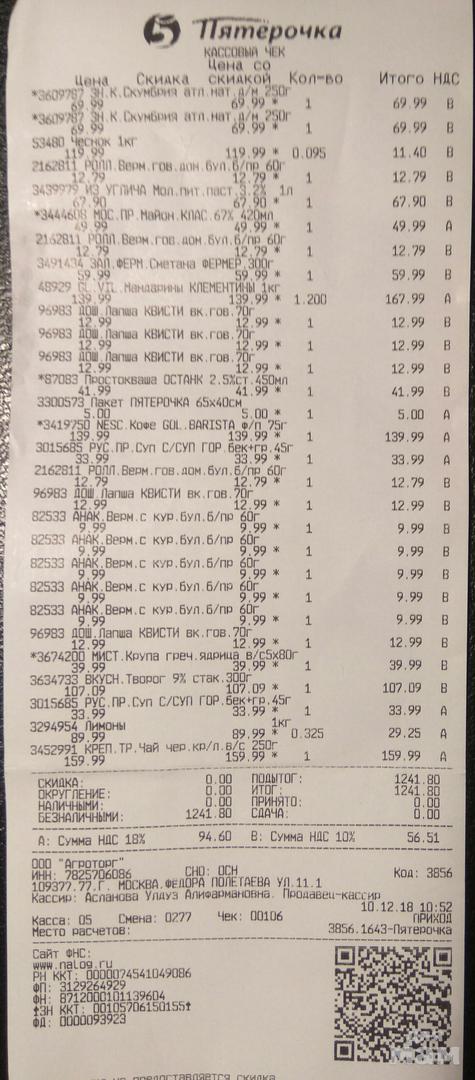 5 Пятёрочка
КАССОВЫЙ ЧЕК
Цена со
Цена Скидка скидкой Кол-во Итого НДС
*3609787 ЗН.К.Скумбрия атл.нат.д/м 250г
69.99 69.99 * 1 69.99 В
*3609787 ЗН.К.Скумбрия атл.нат.д/м 250г
69.99 69.99 * 1 69.99 В
53480 Чеснок 1кг
119.99 119.99 * 0.095 11.40 В
2162811 РОЛЛ.Верм.гов.дом.бул.б/пр 60г
12.79 12.79 * 1 12.79 В
3439979 ИЗ УГЛИЧА Мол.пит.паст.3.2% 1л
67.90 67.90 * 1 67.90 В
*3444608 МОС.ПР.Майон.КЛАС.67% 420мл
49.99 49.99 * 1 49.99 А
2162811 РОЛЛ.Верм.гов.дом.бул.б/пр 60г
12.79 12.79 * 1 12.79 В
3491434 ЗАЛ.ФЕРМ.Сметана ФЕРМЕР.300г
59.99 59.99 * 1 59.99 В
48929 GL.VIL.Мандарины КЛЕМЕНТИНЫ 1кг
139.99 139.99 * 1.200 167.99 А
96983 ДОШ.Лапша КВИСТИ вк.гов.70г
12.99 12.99 * 1 12.99 В
96983 ДОШ.Лапша КВИСТИ вк.гов.70г
12.99 12.99 * 1 12.99 В
96983 ДОШ.Лапша КВИСТИ вк.гов.70г
12.99 12.99 * 1 12.99 В
*87083 Простокваша ОСТАНК 2.5%ст.450мл
41.99 41.99 * 1 41.99 В
3300573 Пакет ПЯТЕРОЧКА 65х40см
5.00 5.00 * 1 5.00 А
*3419750 NESC.Кофе GOL.BARISTA ф/п 75г
139.99 139.99 * 1 139.99 А
3015685 РУС.ПР.Суп С/СУП ГОР.бек+гр.45г
33.99 33.99 * 1 33.99 А
2162811 РОЛЛ.Верм.гов.дом.бул.б/пр 60г
12.79 12.79 * 1 12.79 В
96983 ДОШ.Лапша КВИСТИ вк.гов.70г
12.99 12.99 * 1 12.99 В
82533 АНАК.Верм.с кур.бул.б/пр 60г
9.99 9.99 * 1 9.99 В
82533 АНАК.Верм.с кур.бул.б/пр 60г
9.99 9.99 * 1 9.99 В
82533 АНАК.Верм.с кур.бул.б/пр 60г
9.99 9.99 * 1 9.99 В
82533 АНАК.Верм.с кур.бул.б/пр 60г
9.99 9.99 * 1 9.99 В
82533 АНАК.Верм.с кур.бул.б/пр 60г
9.99 9.99 * 1 9.99 В
96983 ДОШ.Лапша КВИСТИ вк.гов.70г
12.99 12.99 * 1 12.99 В
*3674200 МИСТ.Крупа греч.ядрица в/с5х80г
39.99 39.99 * 1 39.99 В
3634733 ВКУСН.Творог 9% стак.300г
107.09 107.09 * 1 107.09 В
3015685 РУС.ПР.Суп С/СУП ГОР.бек+гр.45г
33.99 33.99 * 1 33.99 А
3294954 Лимоны 1кг
89.99 89.99 * 0.325 29.25 А
3452991 КРЕП.ТР.Чай чер.кр/л.в/с 250г
159.99 159.99 * 1 159.99 А
СКИДКА: 0.00 ПОДЫТОГ: 1241.80
ОКРУГЛЕНИЕ: 0.00 ИТОГ: 1241.80
НАЛИЧНЫМИ: 0.00 ПРИНЯТО: 0.00
БЕЗНАЛИЧНЫМИ: 1241.80 СДАЧА: 0.00
А: Сумма НДС 18% 94.60 В: Сумма НДС 10% 56.51
ООО "Агроторг"
ИНН: 7825706086 СНО: ОСН Код: 3856
109377.77.Г. МОСКВА.ФЕДОРА ПОЛЕТАЕВА УЛ.11.1
Кассир: Асланова Улдуз Алифармановна. Продавец-кассир
10.12.18 10:52
Касса: 05 Смена: 0277 Чек: 00106 ПРИХОД
Место расчетов: 3856.1643-Пятерочка
Сайт ФНС:
www.nalog.ru
РН ККТ: 0000074541049086
ФП: 3129264929
ФН: 8712000101139604
ЗН ККТ: 00105706150155
ФД: 0000093923
не предоставляется скидка